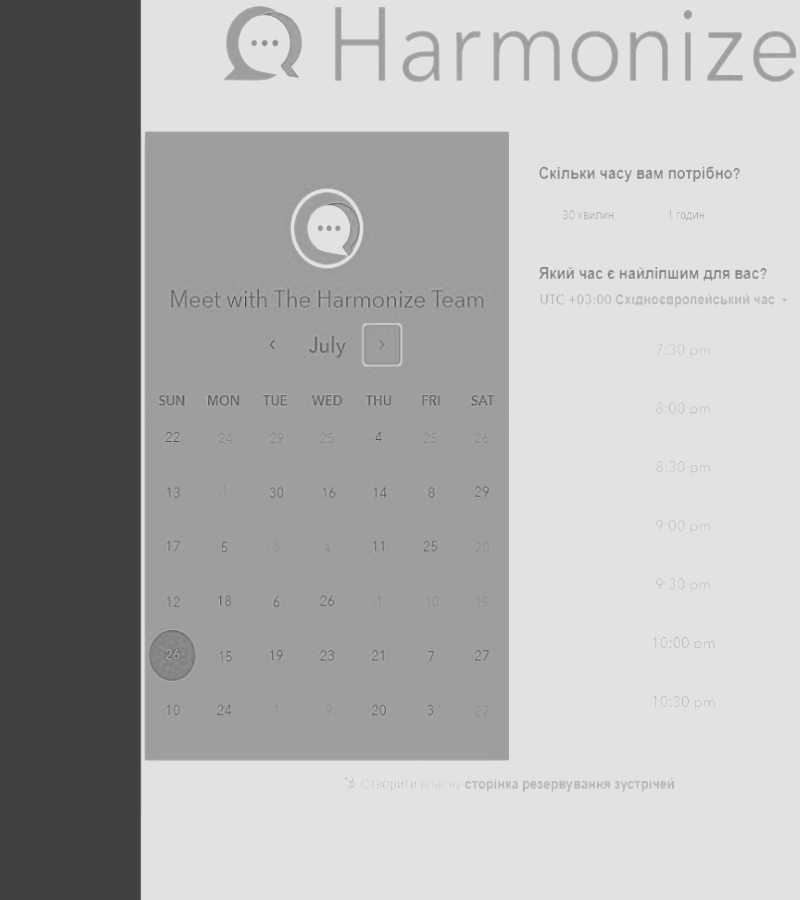 Harmonize
Meet with The Harmonize Team
July
SUN MON TUE WED THU FRI SAT
22 24 29 25 4 25 26
13 1 30 16 14 8 29
17 5 8 4 11 25 20
12 18 6 26 1 10 19
26 15 19 23 21 7 27
10 24 1 9 20 3 27
Скільки часу вам потрібно?
30 хвилин 1 годин
Який час є найліпшим для вас?
UTC +03:00 Східноєвропейський час
7:30 pm
8:00 pm
8:30 pm
9:00 pm
9:30 pm
10:00 pm
10:30 pm
Створити власну сторінка резервування зустрічей